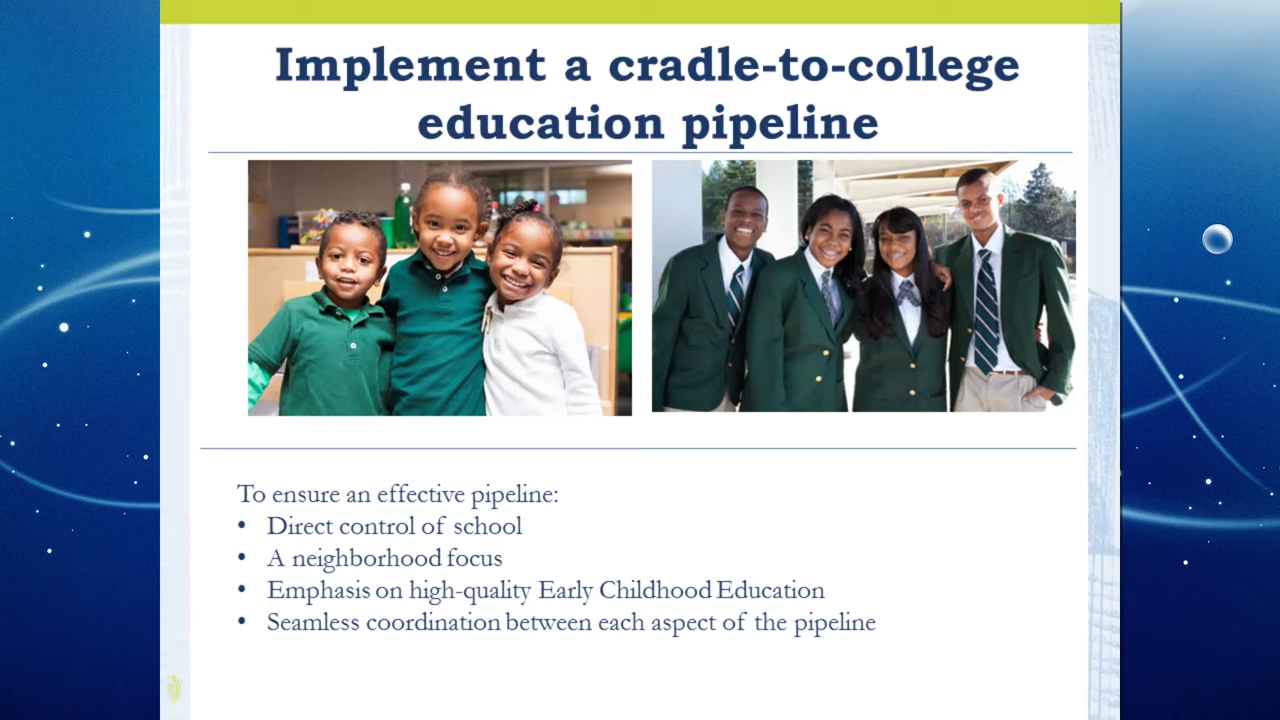 Implement a cradle-to-college
education pipeline
To ensure an effective pipeline:
• Direct control of school
• A neighborhood focus
• Emphasis on high-quality Early Childhood Education
• Seamless coordination between each aspect of the pipeline